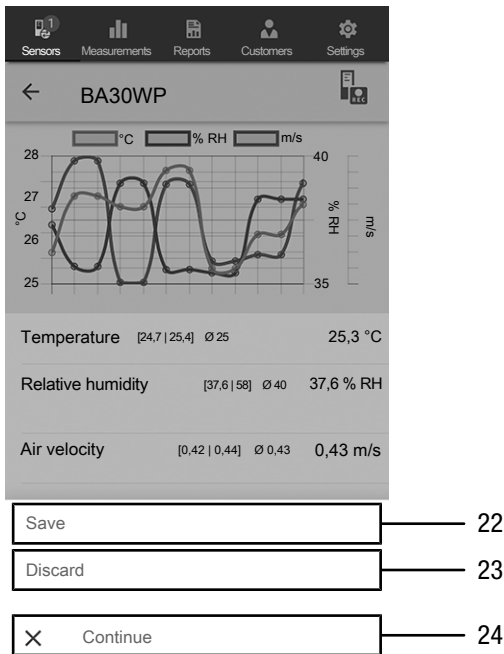 1
Sensors Measurements Reports Customers Settings
BA30WP
REC
°C % RH m/s
28 40
27
26
25 35
°C
% RH
m/s
Temperature [24,7 | 25,4] Ø 25 25,3 °C
Relative humidity [37,6 | 58] Ø 40 37,6 % RH
Air velocity [0,42 | 0,44] Ø 0,43 0,43 m/s
Save 22
Discard 23
Continue 24